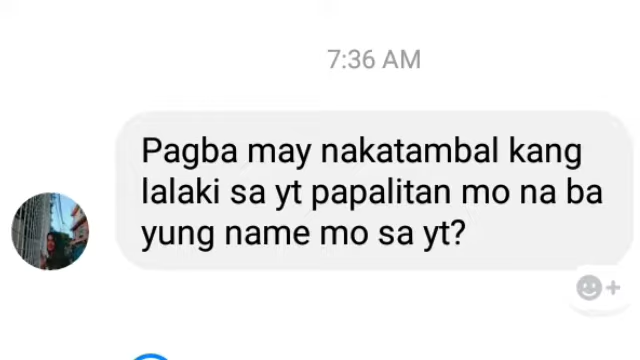 7:36 AM
Pagba may nakatambal kang
lalaki sa yt papalitan mo na ba
yung name mo sa yt?